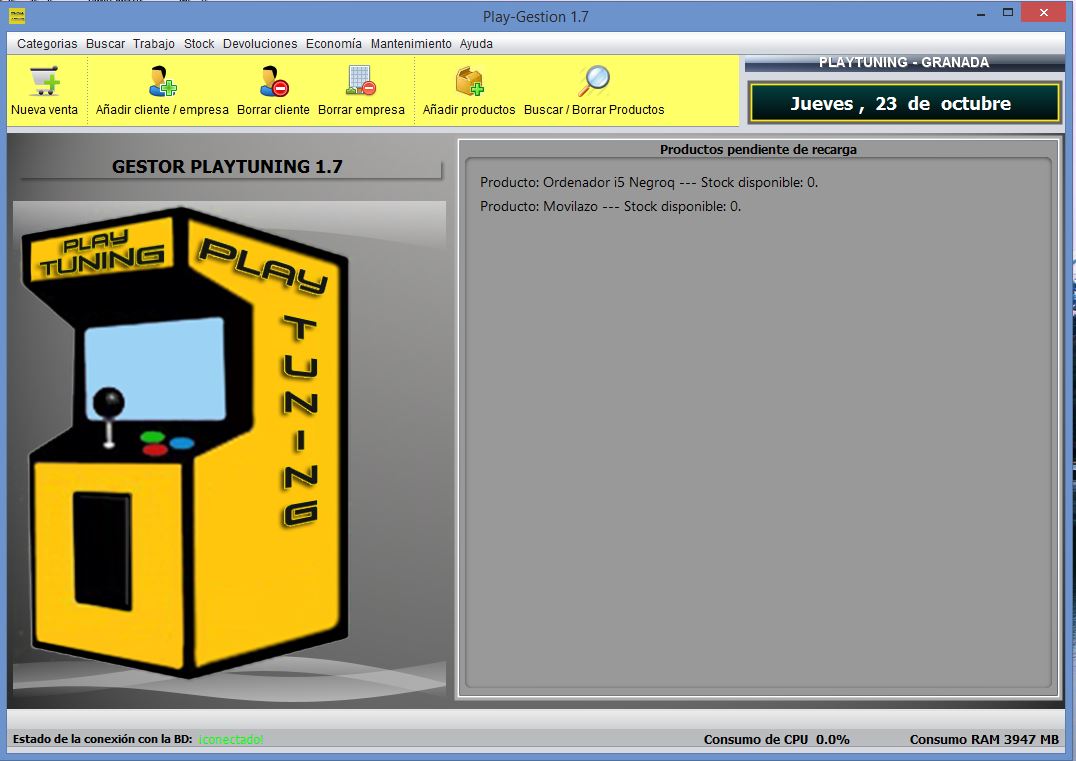 Play-Gestion 1.7
Categorias Buscar Trabajo Stock Devoluciones Economía Mantenimiento Ayuda
Nueva venta Añadir cliente / empresa Borrar cliente Borrar empresa Añadir productos Buscar / Borrar Productos
PLAYTUNING - GRANADA
Jueves , 23 de octubre
GESTOR PLAYTUNING 1.7
PLAY
TUNING
PLAY
TUNING
Productos pendiente de recarga
Producto: Ordenador i5 Negroq --- Stock disponible: 0.
Producto: Movilazo --- Stock disponible: 0.
Estado de la conexión con la BD: ¡conectado!
Consumo de CPU 0.0%
Consumo RAM 3947 MB